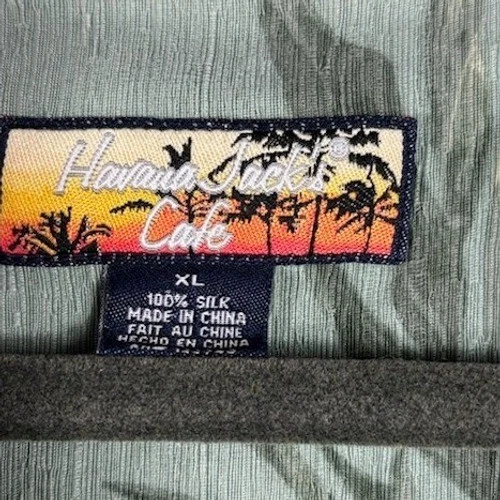 Havana Jack's®
Cafe
XL
100% SILK
MADE IN CHINA
FAIT AU CHINE
HECHO EN CHINA